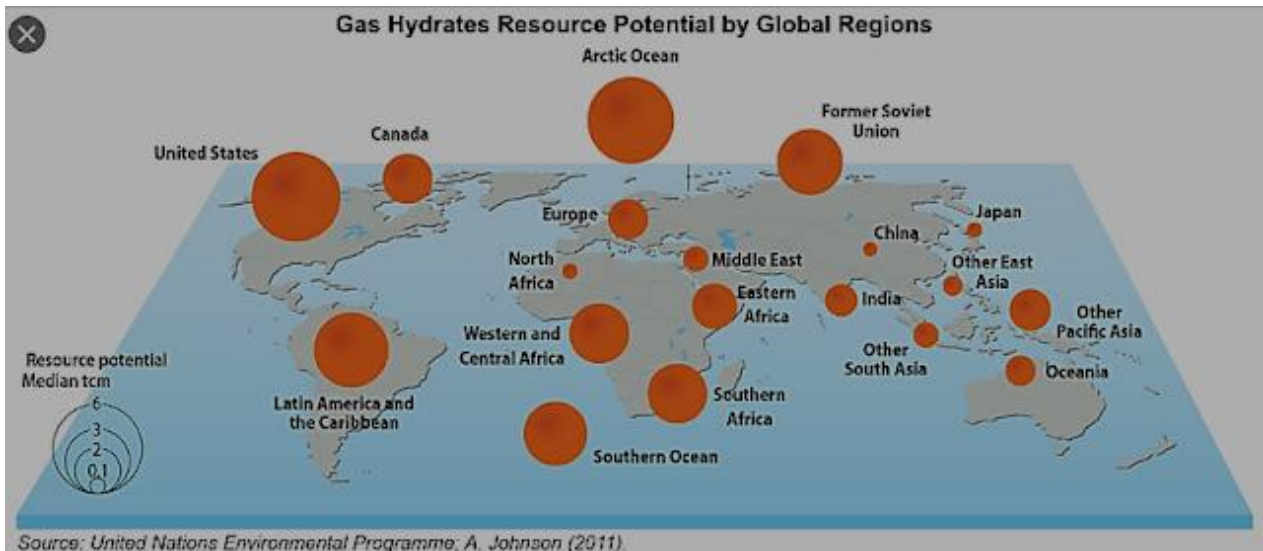 Gas Hydrates Resource Potential by Global Regions
Arctic Ocean
Former Soviet
Union
Canada
United States
Europe
Japan
China
North
Africa
Middle East
Other East
Asia
Eastern
Africa
India
Western and
Central Africa
Other
Pacific Asia
Other
South Asia
Oceania
Resource potential
Median tcm
6
3
2
0,1
Latin America and
the Caribbean
Southern
Africa
Southern Ocean
Source: United Nations Environmental Programme; A. Johnson (2011).